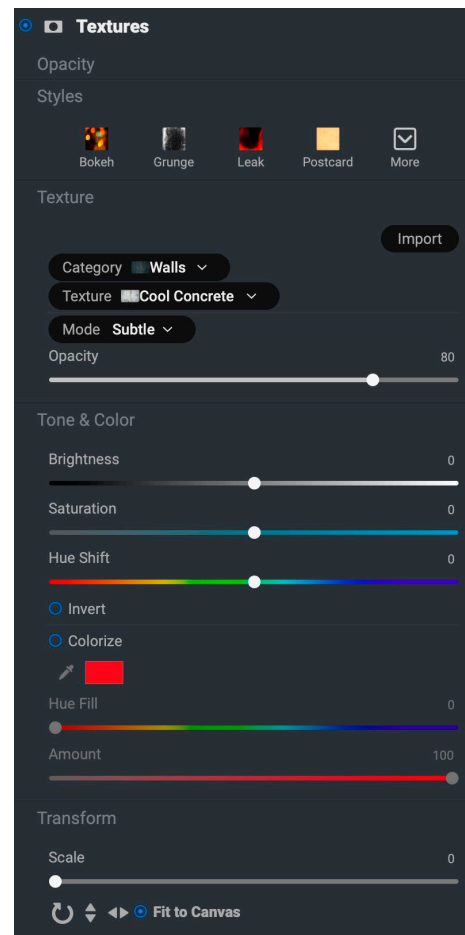 Textures
Opacity
Styles
Bokeh Grunge Leak Postcard More
Texture
Import
Category Walls
Texture Cool Concrete
Mode Subtle
Opacity 80
Tone & Color
Brightness 0
Saturation 0
Hue Shift 0
Invert
Colorize
Hue Fill 0
Amount 100
Transform
Scale 0
Fit to Canvas